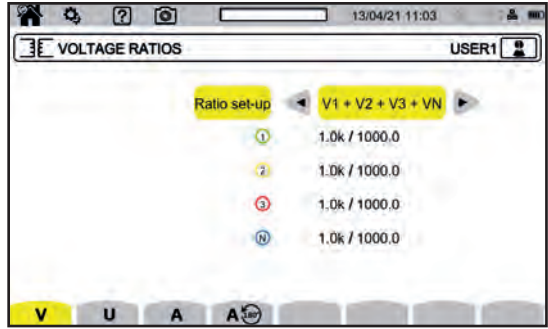 ? 13/04/21 11:03
VOLTAGE RATIOS USER1
Ratio set-up V1 + V2 + V3 + VN
1 1.0k / 1000.0
2 1.0k / 1000.0
3 1.0k / 1000.0
N 1.0k / 1000.0
V U A A